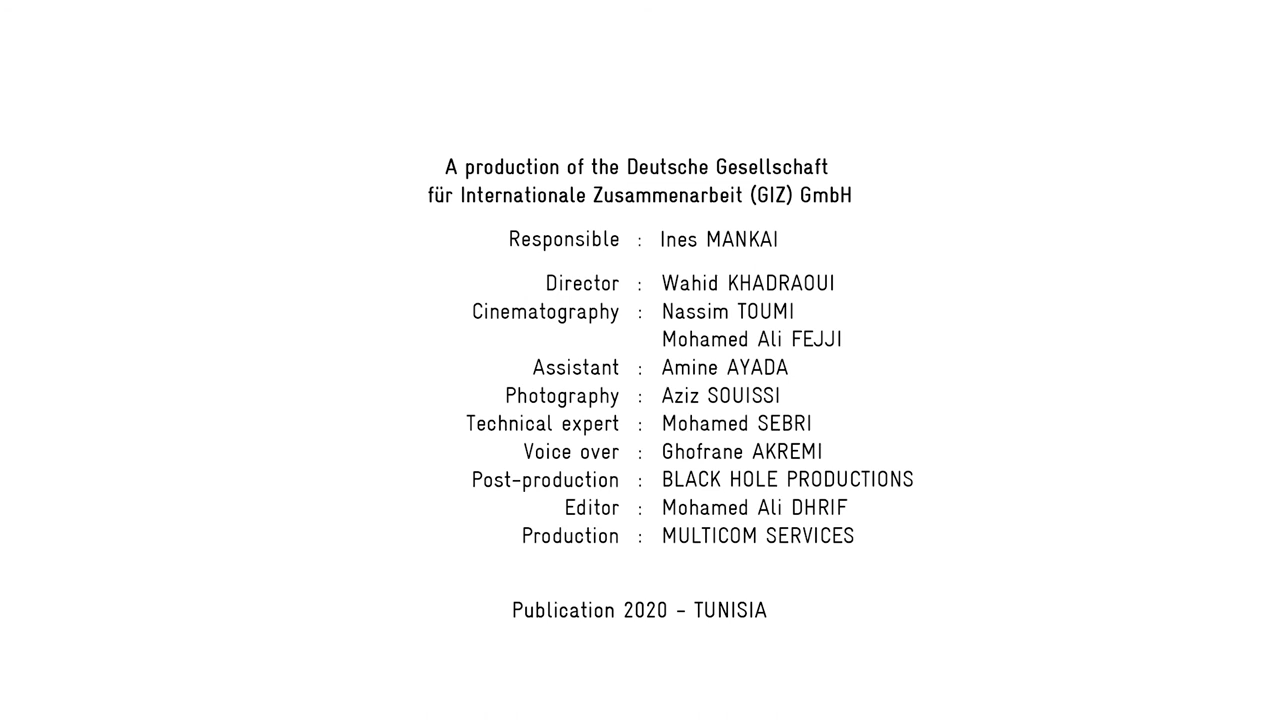 A production of the Deutsche Gesellschaft
für Internationale Zusammenarbeit (GIZ) GmbH
Responsible : Ines MANKAI
Director : Wahid KHADRAOUI
Cinematography : Nassim TOUMI
Mohamed Ali FEJJI
Assistant : Amine AYADA
Photography : Aziz SOUISSI
Technical expert : Mohamed SEBRI
Voice over : Ghofrane AKREMI
Post-production : BLACK HOLE PRODUCTIONS
Editor : Mohamed Ali DHRIF
Production : MULTICOM SERVICES
Publication 2020 - TUNISIA